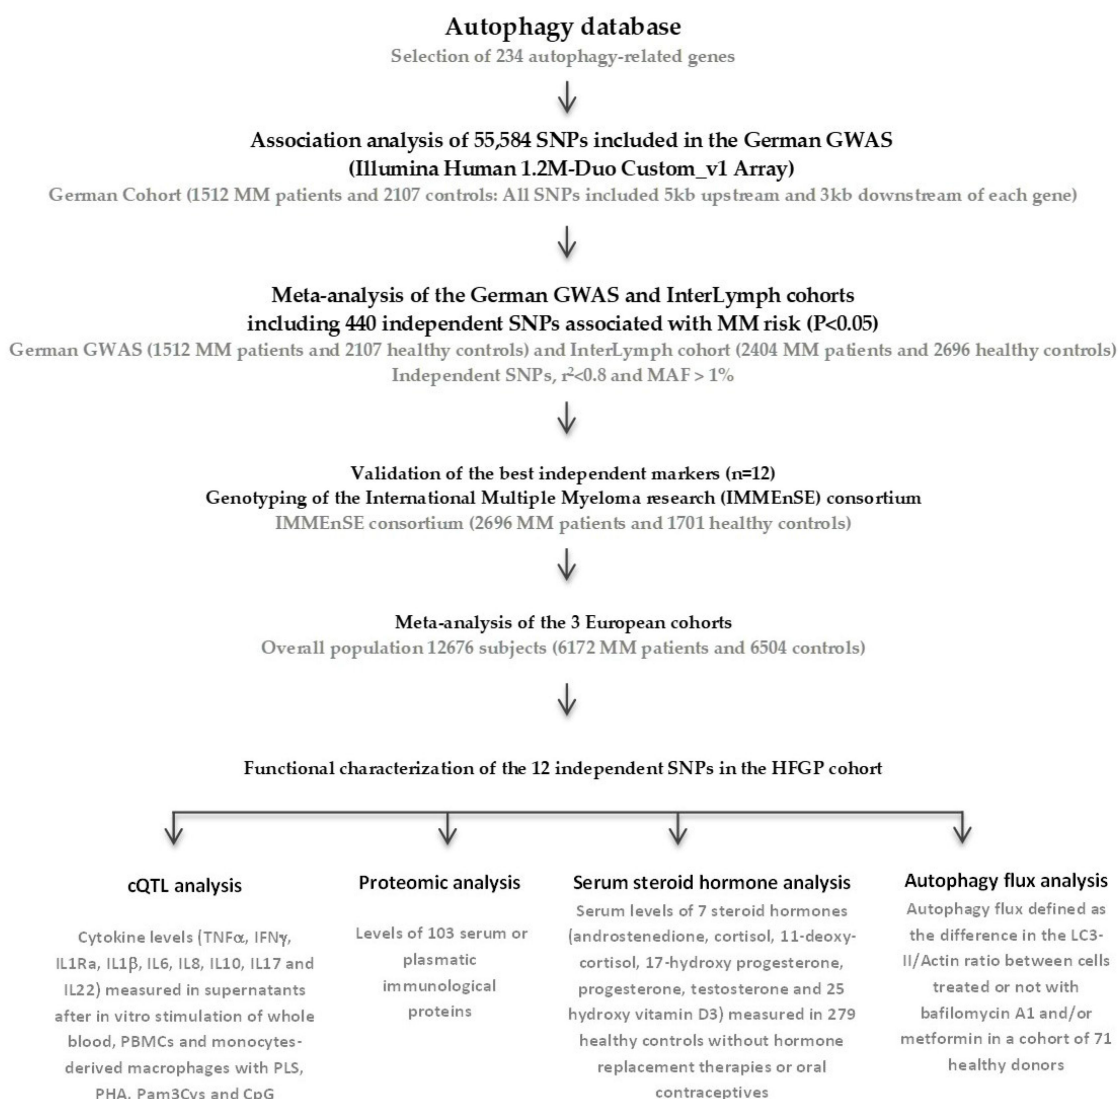 Autophagy database
Selection of 234 autophagy-related genes
Association analysis of 55,584 SNPs included in the German GWAS
(Illumina Human 1.2M-Duo Custom_v1 Array)
German Cohort (1512 MM patients and 2107 controls: All SNPs included 5kb upstream and 3kb downstream of each gene)
Meta-analysis of the German GWAS and InterLymph cohorts
including 440 independent SNPs associated with MM risk (P<0.05)
German GWAS (1512 MM patients and 2107 healthy controls) and InterLymph cohort (2404 MM patients and 2696 healthy controls)
Independent SNPs, r²<0.8 and MAF > 1%
Validation of the best independent markers (n=12)
Genotyping of the International Multiple Myeloma research (IMMEnSE) consortium
IMMEnSE consortium (2696 MM patients and 1701 healthy controls)
Meta-analysis of the 3 European cohorts
Overall population 12676 subjects (6172 MM patients and 6504 controls)
Functional characterization of the 12 independent SNPs in the HFGP cohort
cQTL analysis
Cytokine levels (TNFα, IFNγ,
IL1Ra, IL1β, IL6, IL8, IL10, IL17 and
IL22) measured in supernatants
after in vitro stimulation of whole
blood, PBMCs and monocytes-
derived macrophages with PLS,
PHA, Pam3Cys and CpG
Proteomic analysis
Levels of 103 serum or
plasmatic
immunological
proteins
Serum steroid hormone analysis
Serum levels of 7 steroid hormones
(androstenedione, cortisol, 11-deoxy-
cortisol, 17-hydroxy progesterone,
progesterone, testosterone and 25
hydroxy vitamin D3) measured in 279
healthy controls without hormone
replacement therapies or oral
contraceptives
Autophagy flux analysis
Autophagy flux defined as
the difference in the LC3-
II/Actin ratio between cells
treated or not with
bafilomycin A1 and/or
metformin in a cohort of 71
healthy donors